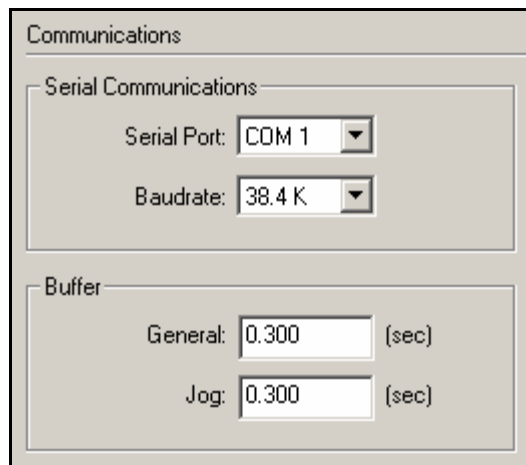 Communications
Serial Communications
Serial Port: COM 1
Baudrate: 38.4 K
Buffer
General: 0.300 (sec)
Jog: 0.300 (sec)